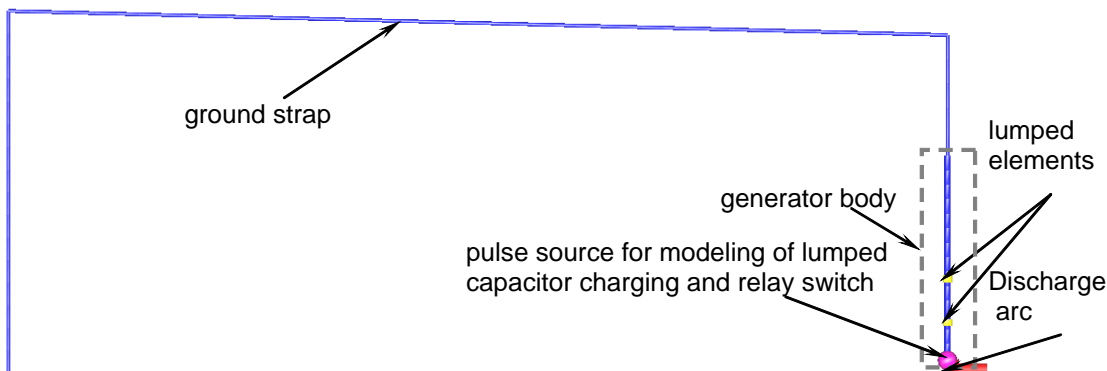 ground strap
lumped
elements
generator body
pulse source for modeling of lumped
capacitor charging and relay switch
Discharge
arc